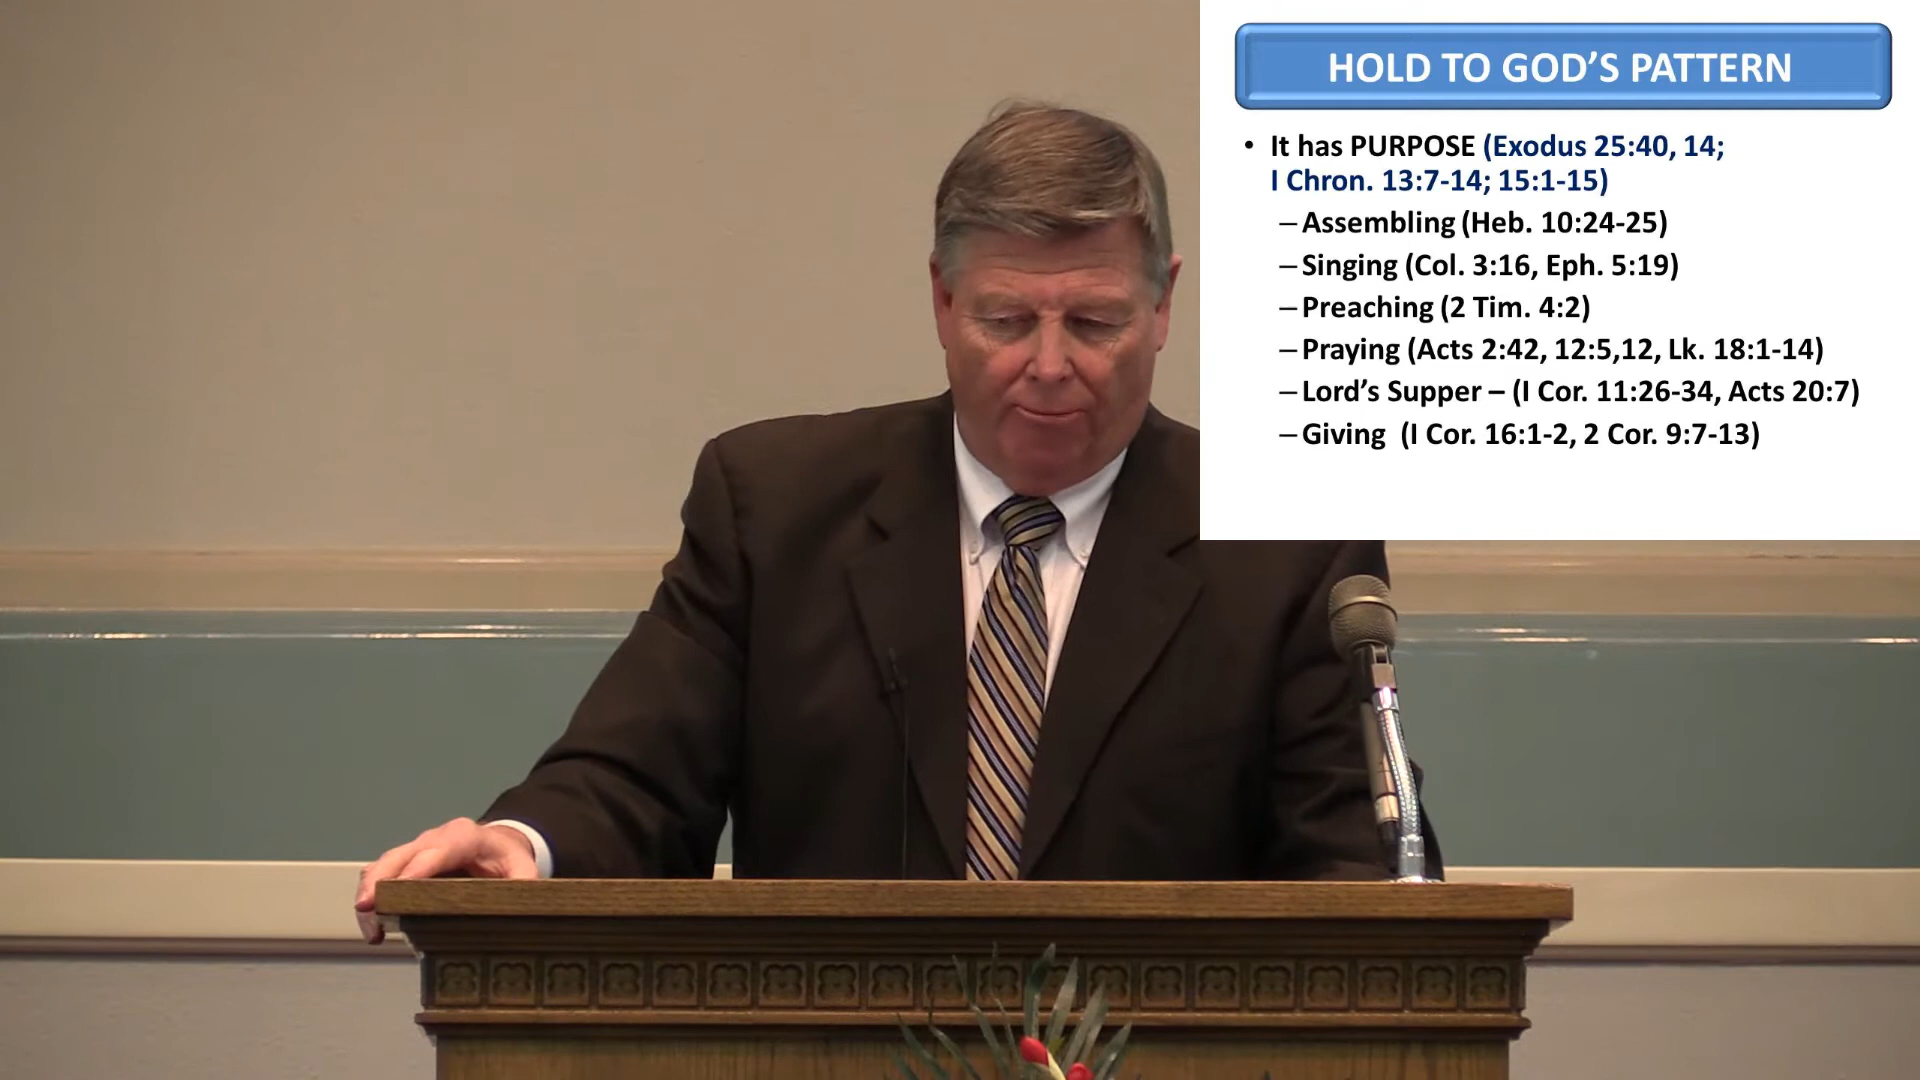 HOLD TO GOD’S PATTERN
• It has PURPOSE (Exodus 25:40, 14;
I Chron. 13:7-14; 15:1-15)
– Assembling (Heb. 10:24-25)
– Singing (Col. 3:16, Eph. 5:19)
– Preaching (2 Tim. 4:2)
– Praying (Acts 2:42, 12:5,12, Lk. 18:1-14)
– Lord’s Supper – (I Cor. 11:26-34, Acts 20:7)
– Giving  (I Cor. 16:1-2, 2 Cor. 9:7-13)